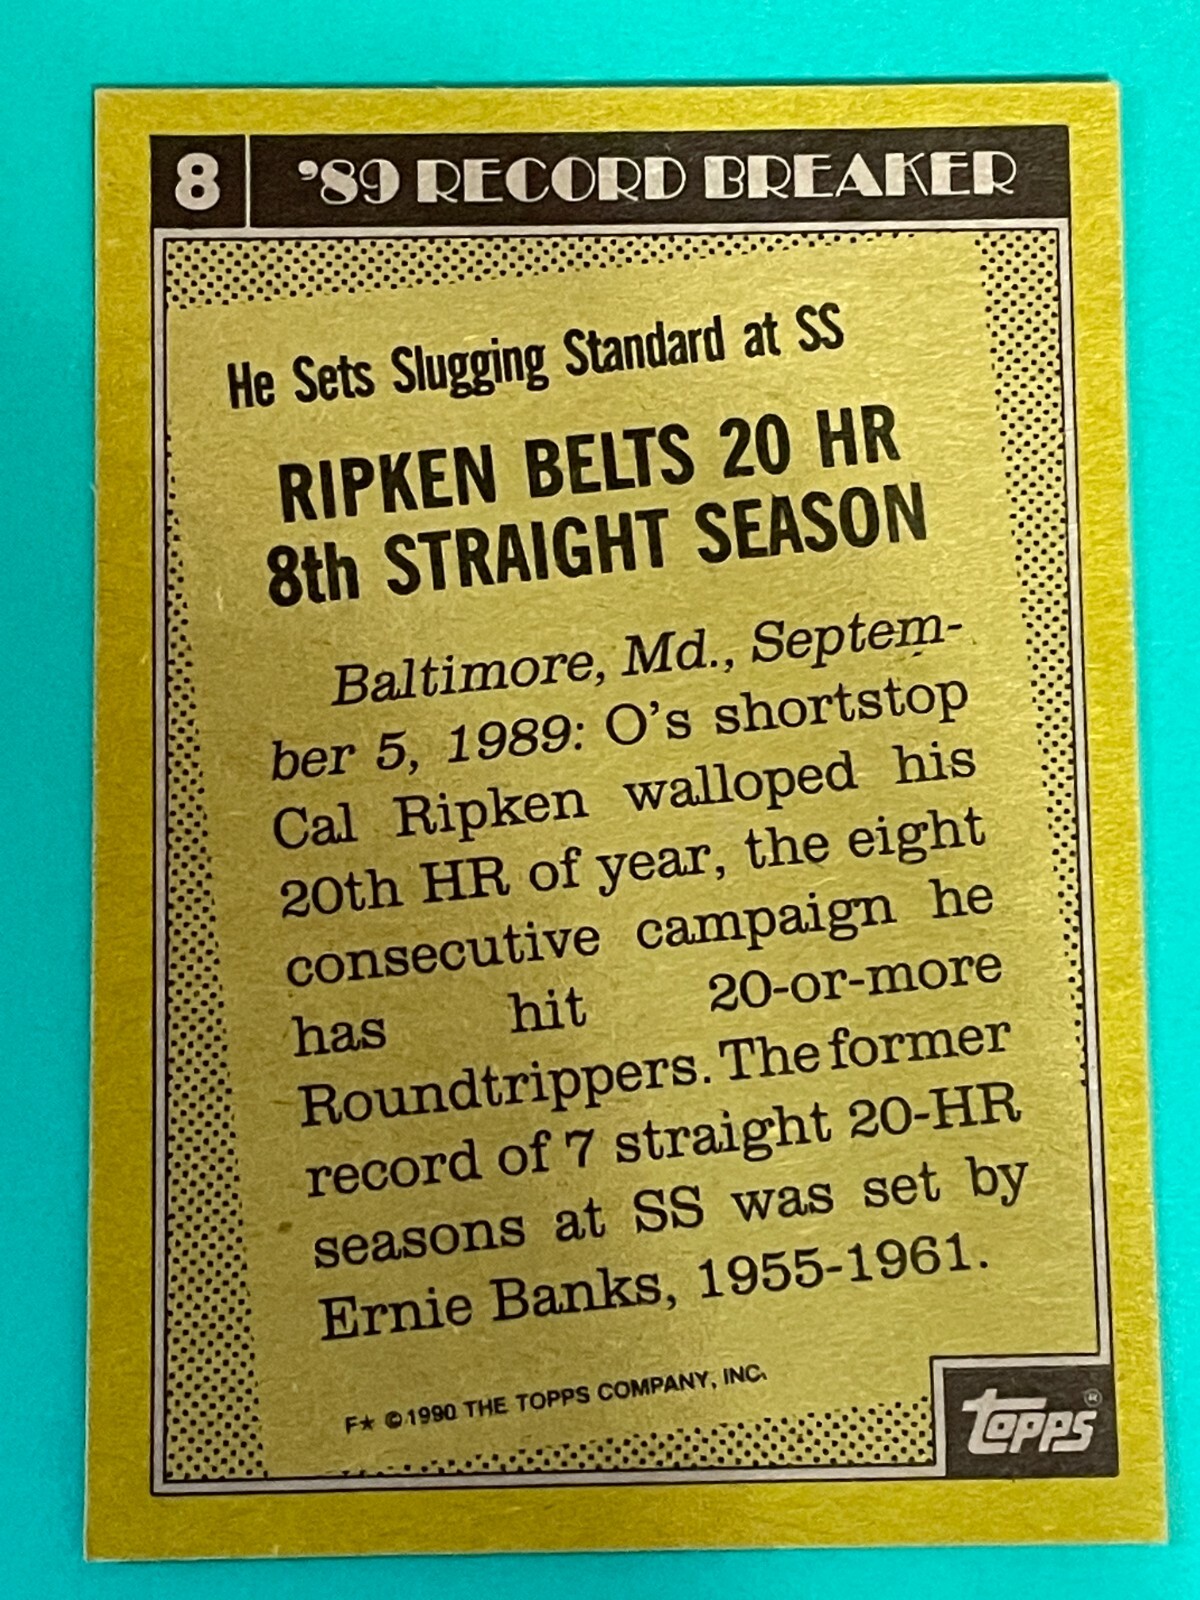 8 '89 RECORD BREAKER
He Sets Slugging Standard at SS
RIPKEN BELTS 20 HR
8th STRAIGHT SEASON
Baltimore, Md., Septem-
ber 5, 1989: O's shortstop
Cal Ripken walloped his
20th HR of year, the eight
consecutive campaign he
has hit 20-or-more
Roundtrippers. The former
record of 7 straight 20-HR
seasons at SS was set by
Ernie Banks, 1955-1961.
F★ ©1990 THE TOPPS COMPANY, INC.
TOPPS®